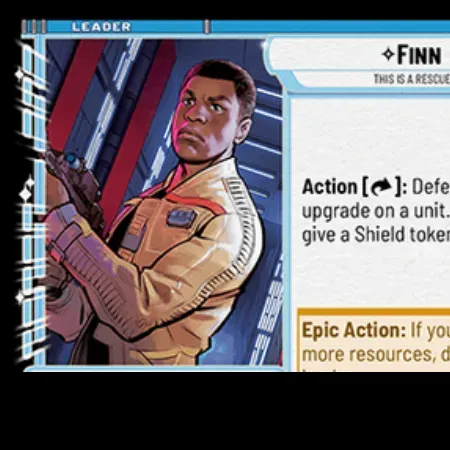 LEADER
✧FINN
THIS IS A RESCUE
Action [↷]: Defe
upgrade on a unit.
give a Shield token
Epic Action: If you
more resources, d